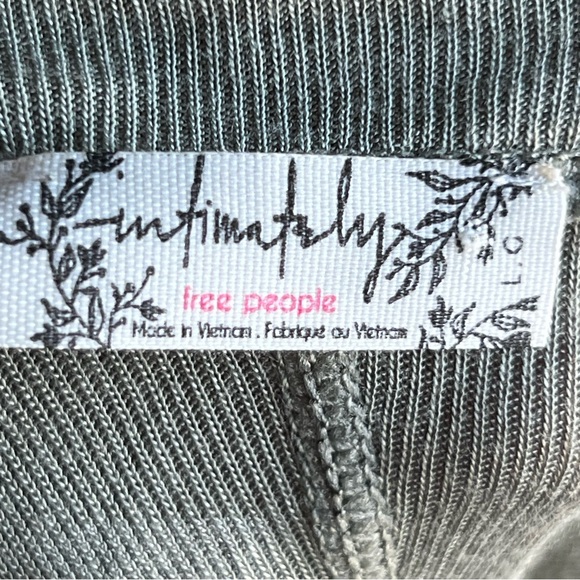 intimately
free people
Made in Vietnam . Fabriqué au Vietnam
L.G